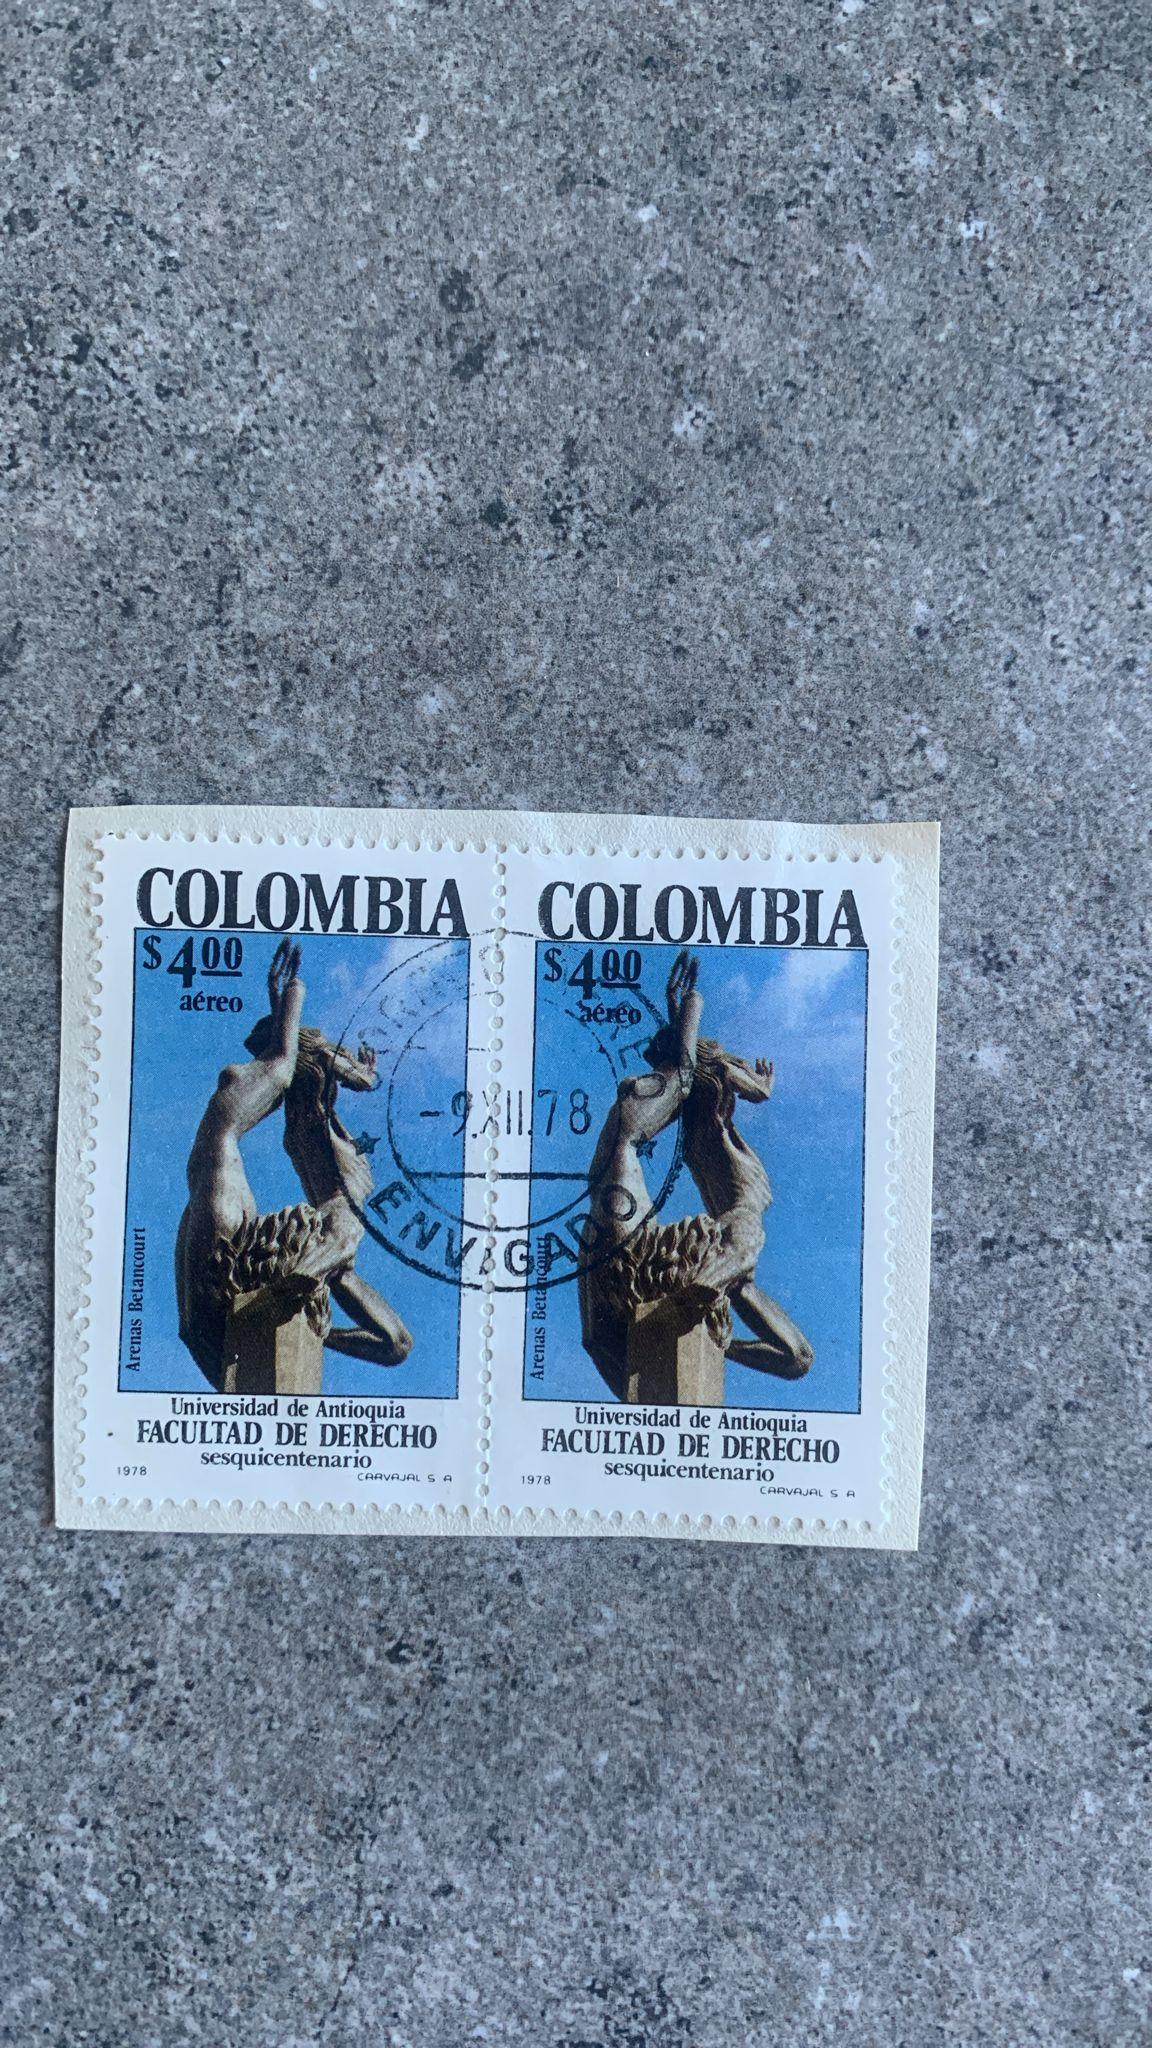 COLOMBIA
$4.00
aéreo
Arenas Betancourt
Universidad de Antioquia
FACULTAD DE DERECHO
sesquicentenario
1978
CARVAJAL S A
COLOMBIA
$4.00
aéreo
Arenas Betancourt
Universidad de Antioquia
FACULTAD DE DERECHO
sesquicentenario
1978
CARVAJAL S A
-9.XII.78
ENVIGADO